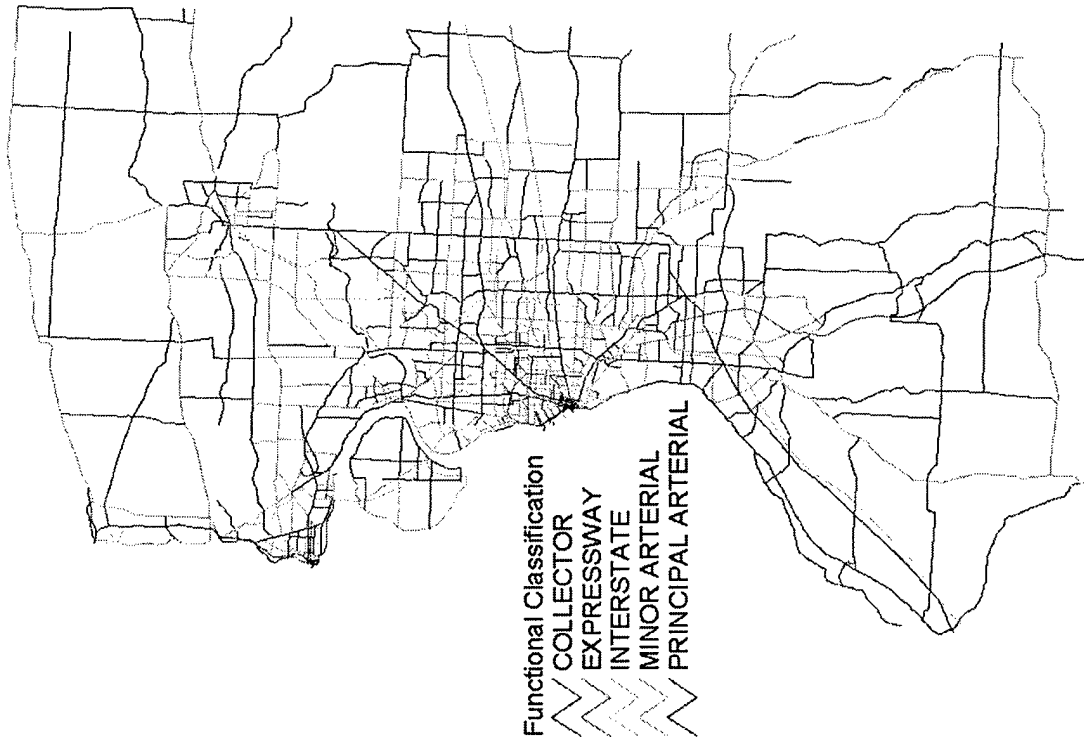 Functional Classification
COLLECTOR
EXPRESSWAY
INTERSTATE
MINOR ARTERIAL
PRINCIPAL ARTERIAL